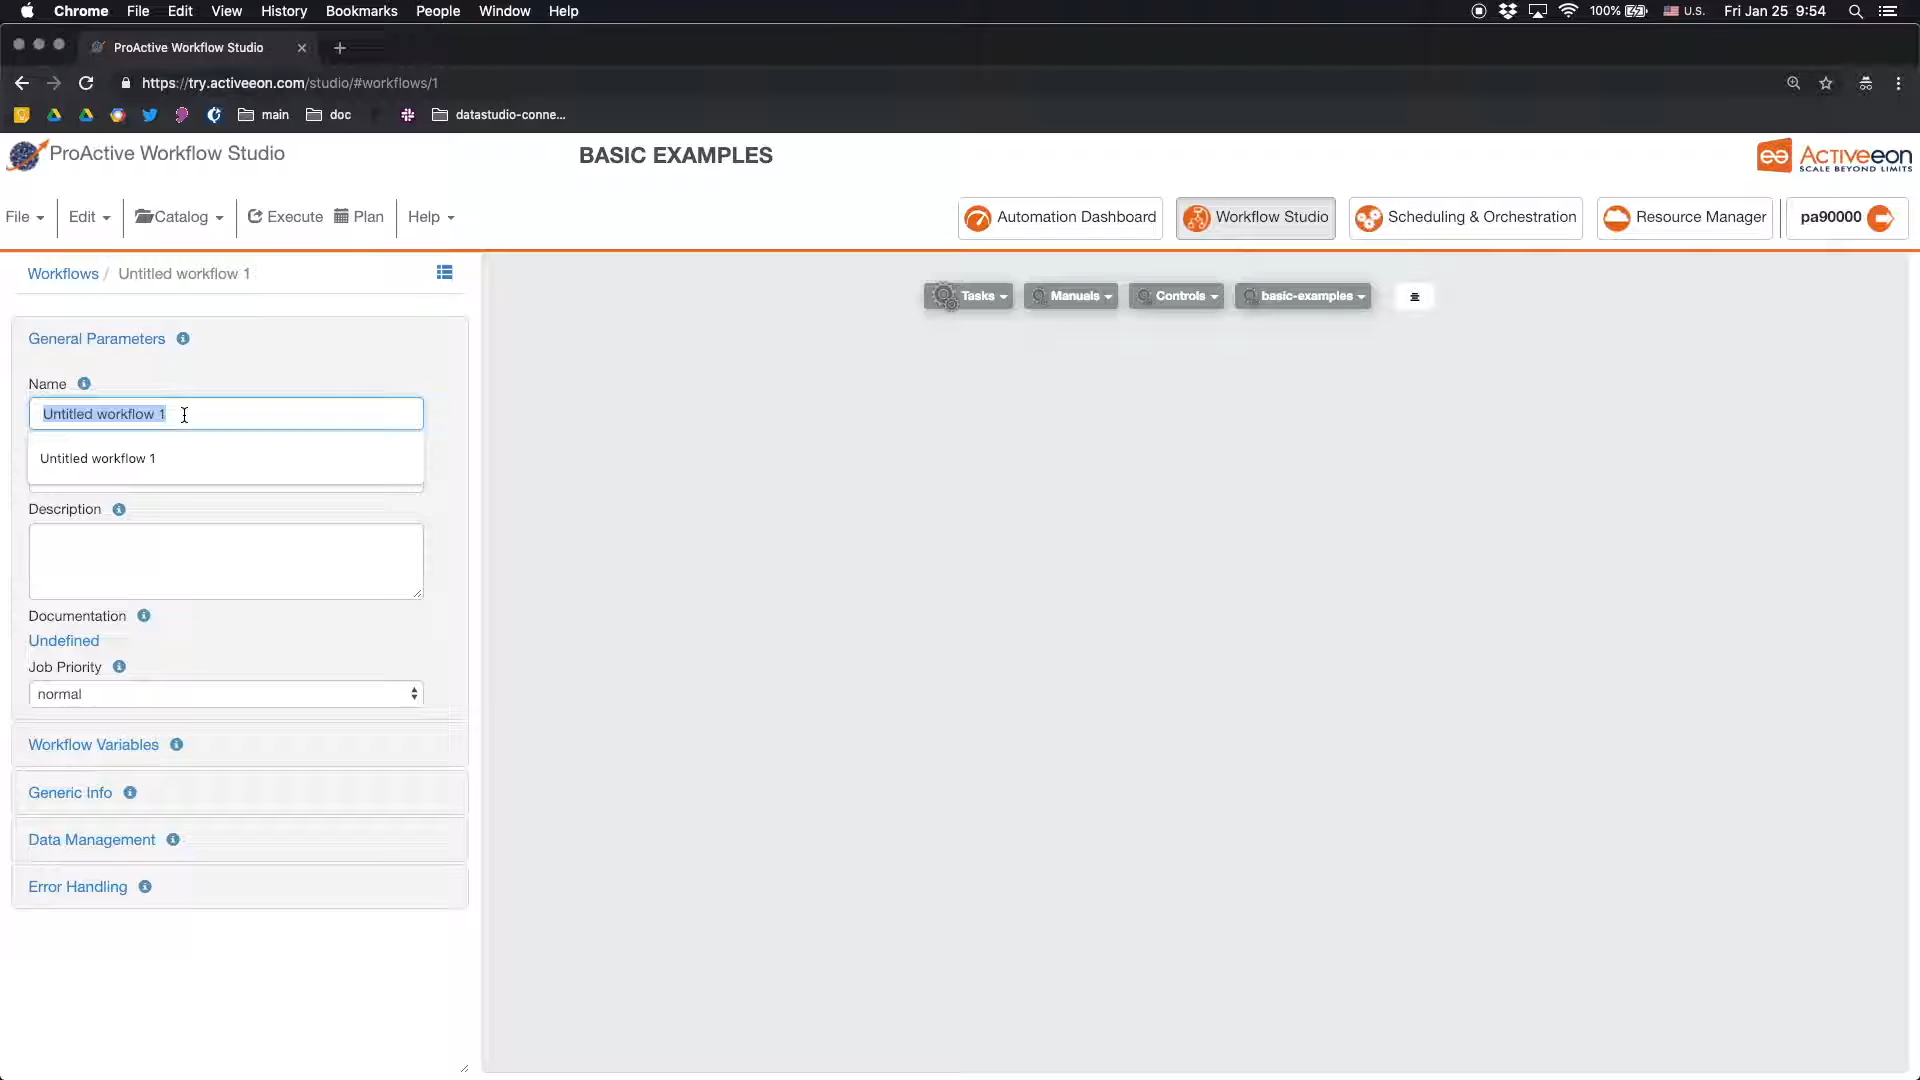 Chrome File Edit View History Bookmarks People Window Help 100% U.S. Fri Jan 25 9:54
ProActive Workflow Studio
https://try.activeeon.com/studio/#workflows/1
main doc datastudio-conne...
ProActive Workflow Studio BASIC EXAMPLES Activeeon
SCALE BEYOND LIMITS
File Edit Catalog Execute Plan Help Automation Dashboard Workflow Studio Scheduling & Orchestration Resource Manager pa90000
Workflows / Untitled workflow 1
Tasks Manuals Controls basic-examples
General Parameters
Name
Untitled workflow 1
Untitled workflow 1
Description
Documentation
Undefined
Job Priority
normal
Workflow Variables
Generic Info
Data Management
Error Handling